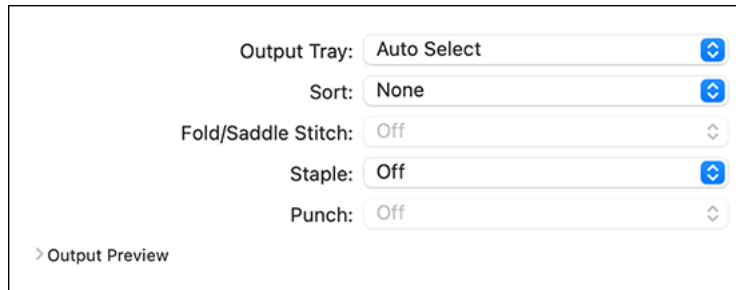 Output Tray: Auto Select
Sort: None
Fold/Saddle Stitch: Off
Staple: Off
Punch: Off
Output Preview